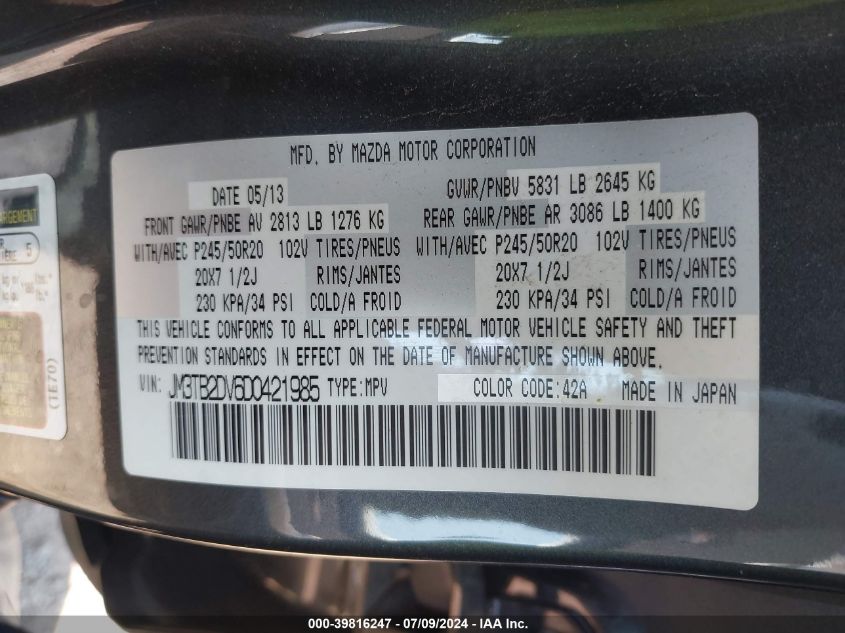 MFD. BY MAZDA MOTOR CORPORATION
DATE 05/13
GVWR/PNBV 5831 LB 2645 KG
FRONT GAWR/PNBE AV 2813 LB 1276 KG
REAR GAWR/PNBE AR 3086 LB 1400 KG
WITH/AVEC P245/50R20 102V TIRES/PNEUS
WITH/AVEC P245/50R20 102V TIRES/PNEUS
20X7 1/2J RIMS/JANTES
20X7 1/2J RIMS/JANTES
230 KPA/34 PSI COLD/A FROID
230 KPA/34 PSI COLD/A FROID
THIS VEHICLE CONFORMS TO ALL APPLICABLE FEDERAL MOTOR VEHICLE SAFETY AND THEFT
PREVENTION STANDARDS IN EFFECT ON THE DATE OF MANUFACTURE SHOWN ABOVE.
VIN: JM3TB2DV6D0421985 TYPE:MPV COLOR CODE:42A MADE IN JAPAN
ARGEMENT
5
(TE70)
000-39816247 - 07/09/2024 - IAA Inc.